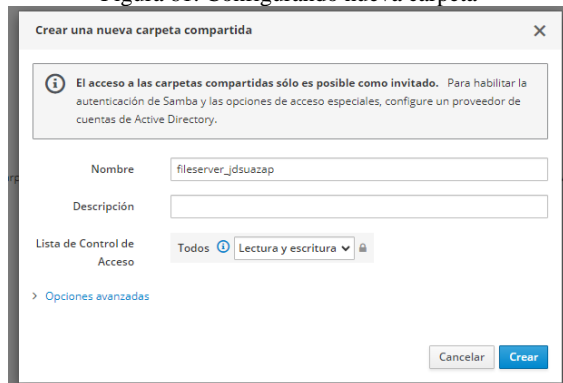 Crear una nueva carpeta compartida
El acceso a las carpetas compartidas sólo es posible como invitado. Para habilitar la
autenticación de Samba y las opciones de acceso especiales, configure un proveedor de
cuentas de Active Directory.
Nombre
fileserver_jdsuazap
Descripción
Lista de Control de
Acceso
Todos
Lectura y escritura
Opciones avanzadas
Cancelar
Crear